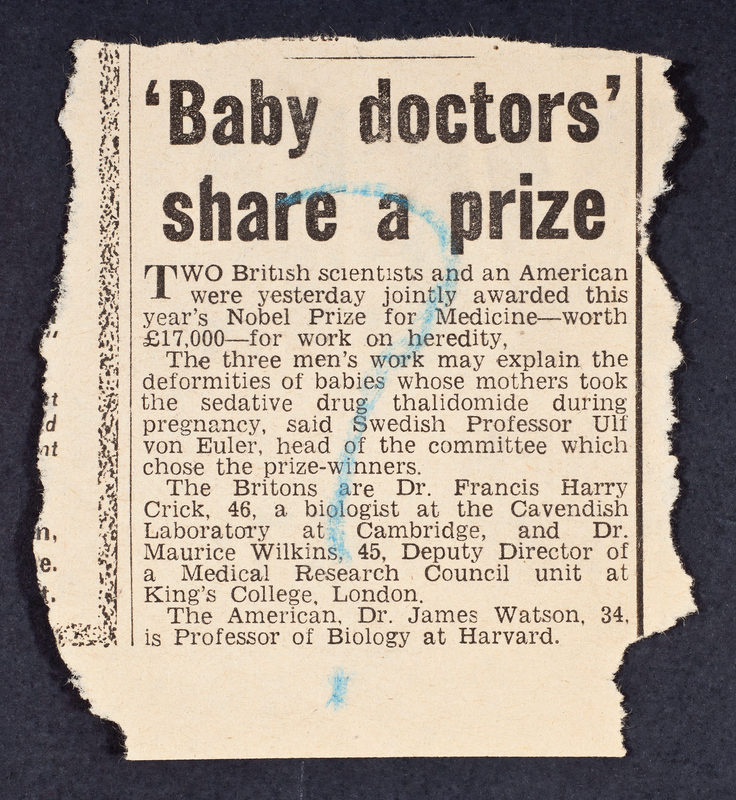 ‘Baby doctors’
share a prize
TWO British scientists and an American
were yesterday jointly awarded this
year's Nobel Prize for Medicine—worth
£17,000—for work on heredity,
The three men's work may explain the
deformities of babies whose mothers took
the sedative drug thalidomide during
pregnancy, said Swedish Professor Ulf
von Euler, head of the committee which
chose the prize-winners.
The Britons are Dr. Francis Harry
Crick, 46, a biologist at the Cavendish
Laboratory at Cambridge, and Dr.
Maurice Wilkins, 45, Deputy Director of
a Medical Research Council unit at
King's College, London.
The American, Dr. James Watson, 34,
is Professor of Biology at Harvard.
?